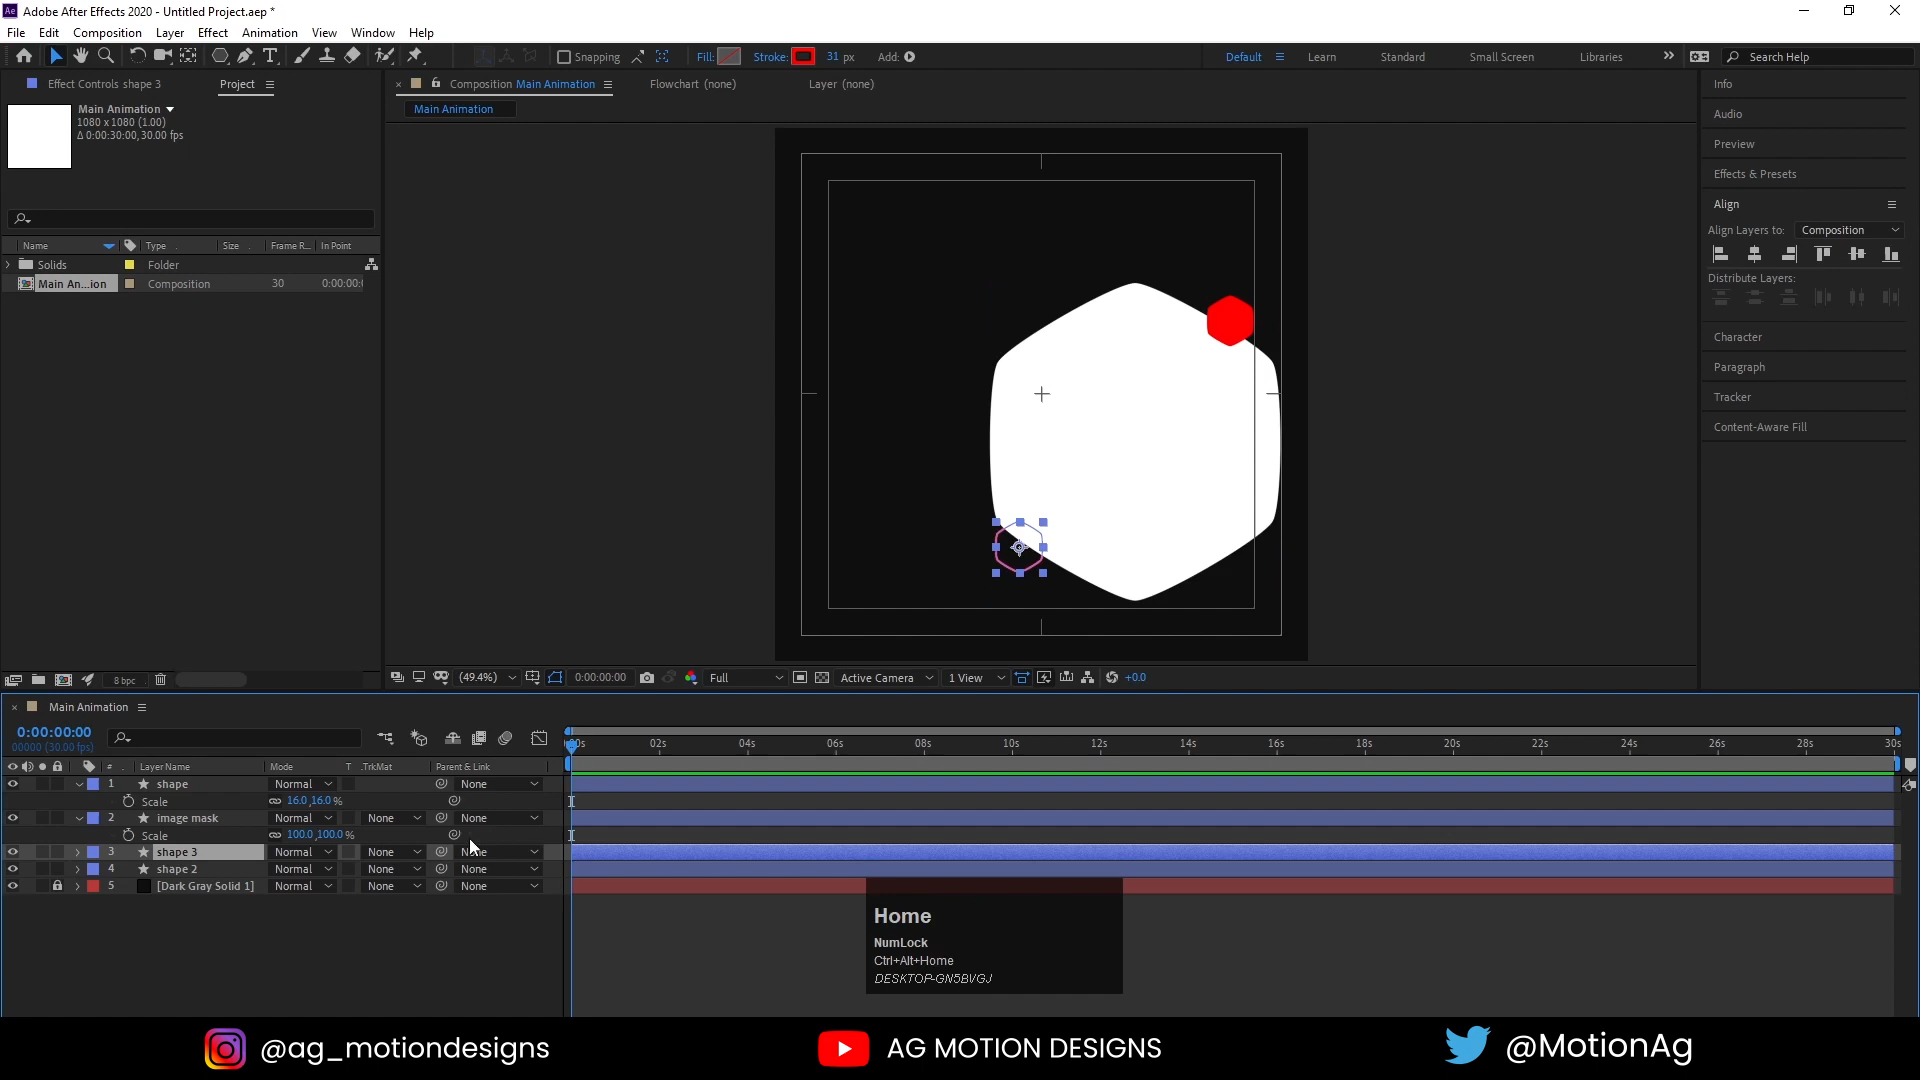 Adobe After Effects 2020 - Untitled Project.aep *
File Edit Composition Layer Effect Animation View Window Help
Snapping Fill: Stroke: 31 px Add: Default Learn Standard Small Screen Libraries Search Help
Effect Controls shape 3 Project Composition Main Animation Flowchart (none) Layer (none) Info
Main Animation
1080 x 1080 (1.00)
Δ 0:00:30:00, 30.00 fps
Main Animation
Audio
Preview
Effects & Presets
Align
Align Layers to: Composition
Distribute Layers:
Character
Paragraph
Tracker
Content-Aware Fill
Name Type Size Frame R... In Point
Solids Folder
Main An...ion Composition 30 0:00:00:
8 bpc (49.4%) 0:00:00:00 Full Active Camera 1 View +0.0
Main Animation
0:00:00:00
00000 (30.00 fps)
02s 04s 06s 08s 10s 12s 14s 16s 18s 20s 22s 24s 26s 28s 30s
# Layer Name Mode T .TrkMat Parent & Link
1 shape Normal None
Scale 16.0,16.0 %
2 image mask Normal None None
Scale 100.0,100.0 %
3 shape 3 Normal None None
4 shape 2 Normal None None
5 [Dark Gray Solid 1] Normal None None
Home
NumLock
Ctrl+Alt+Home
DESKTOP-GN5BVGJ
@ag_motiondesigns AG MOTION DESIGNS @MotionAg